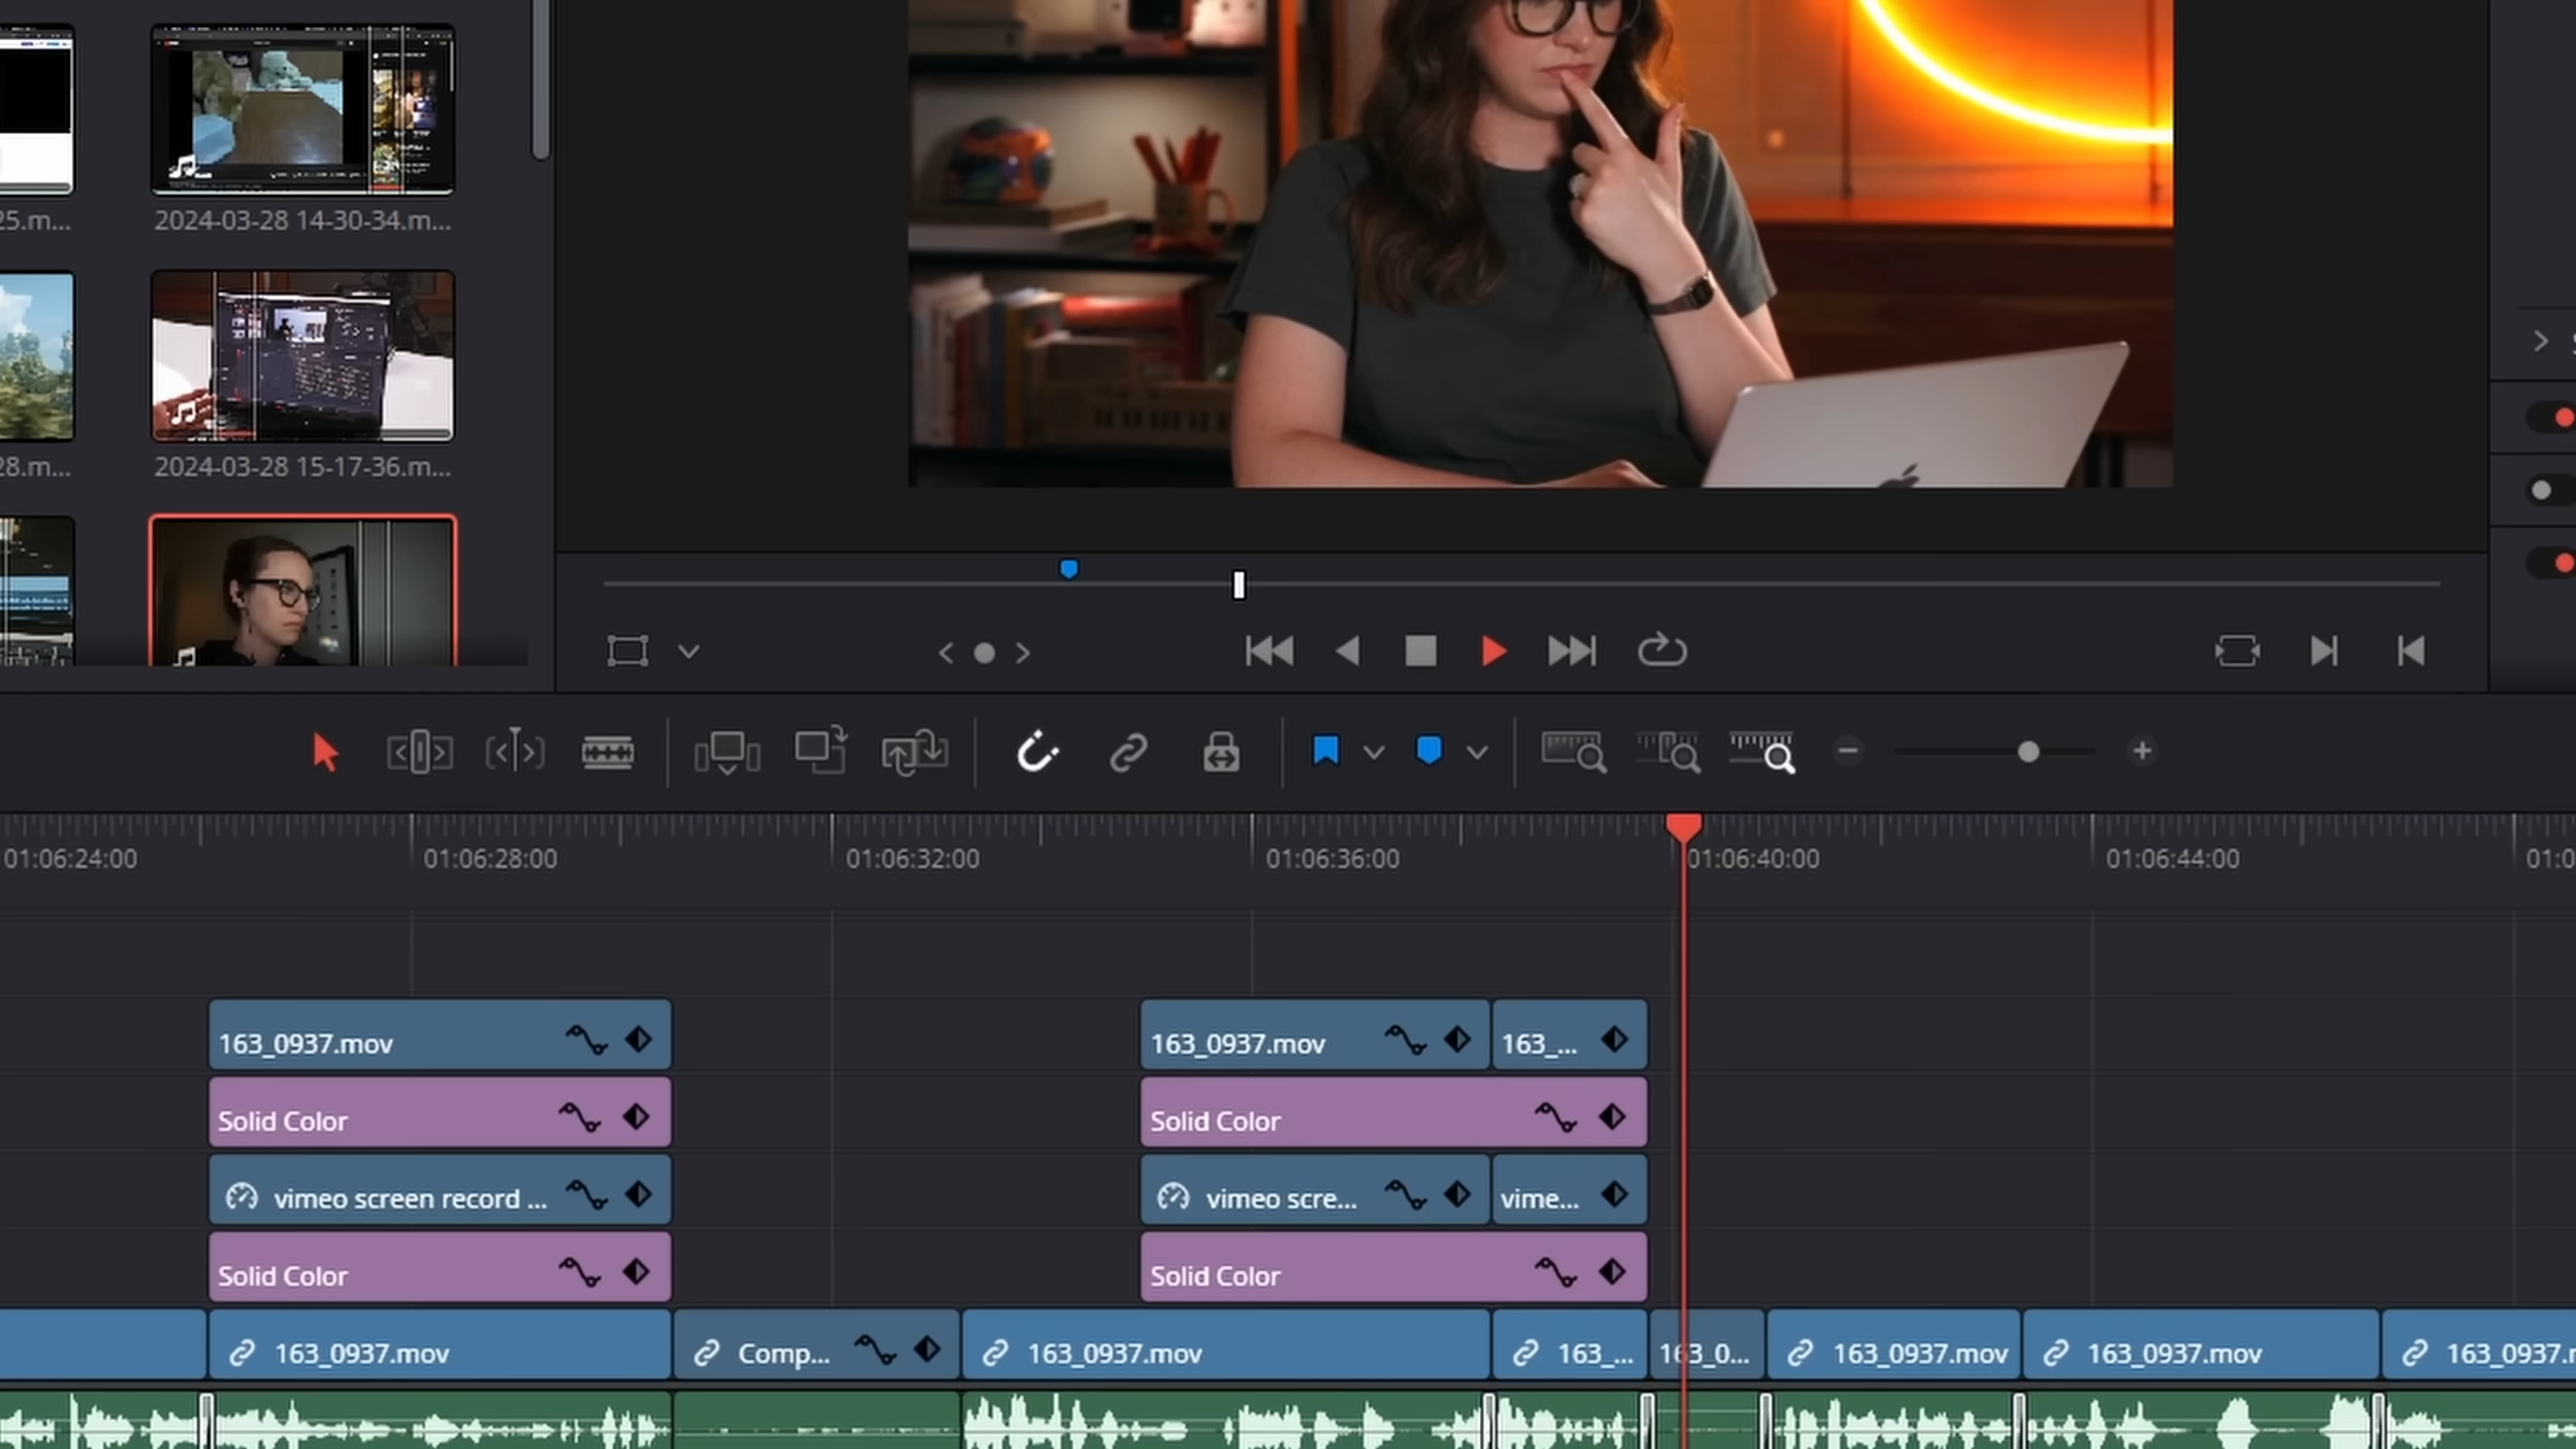 25.m...
2024-03-28 14-30-34.m...
28.m...
2024-03-28 15-17-36.m...
01:06:24:00
01:06:28:00
01:06:32:00
01:06:36:00
01:06:40:00
01:06:44:00
01:0
163_0937.mov
163_0937.mov
163_...
Solid Color
Solid Color
vimeo screen record ...
vimeo scre...
vime...
Solid Color
Solid Color
163_0937.mov
Comp...
163_0937.mov
163_...
163_0...
163_0937.mov
163_0937.mov
163_0937.m